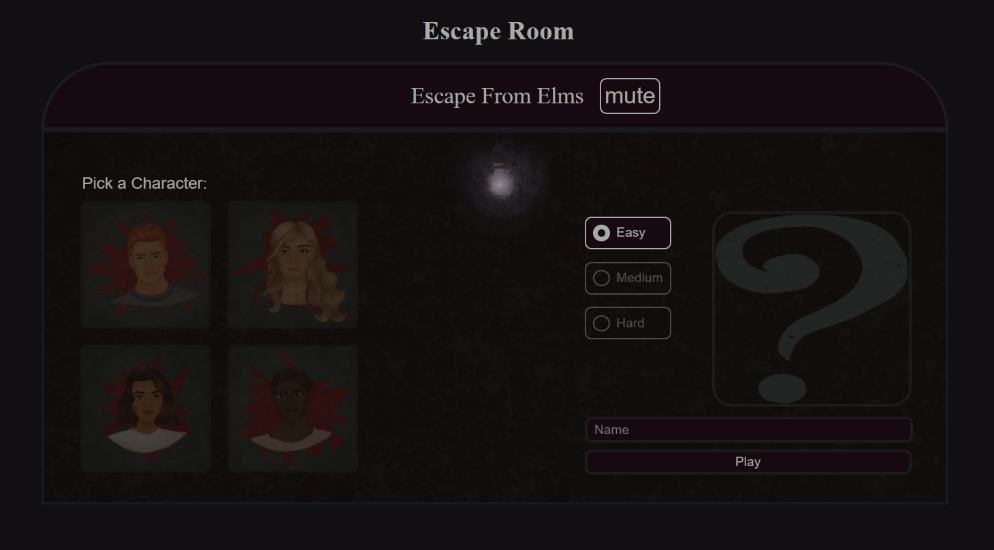 Escape Room
Escape From Elms mute
Pick a Character:
Easy
Medium
Hard
?
Name
Play